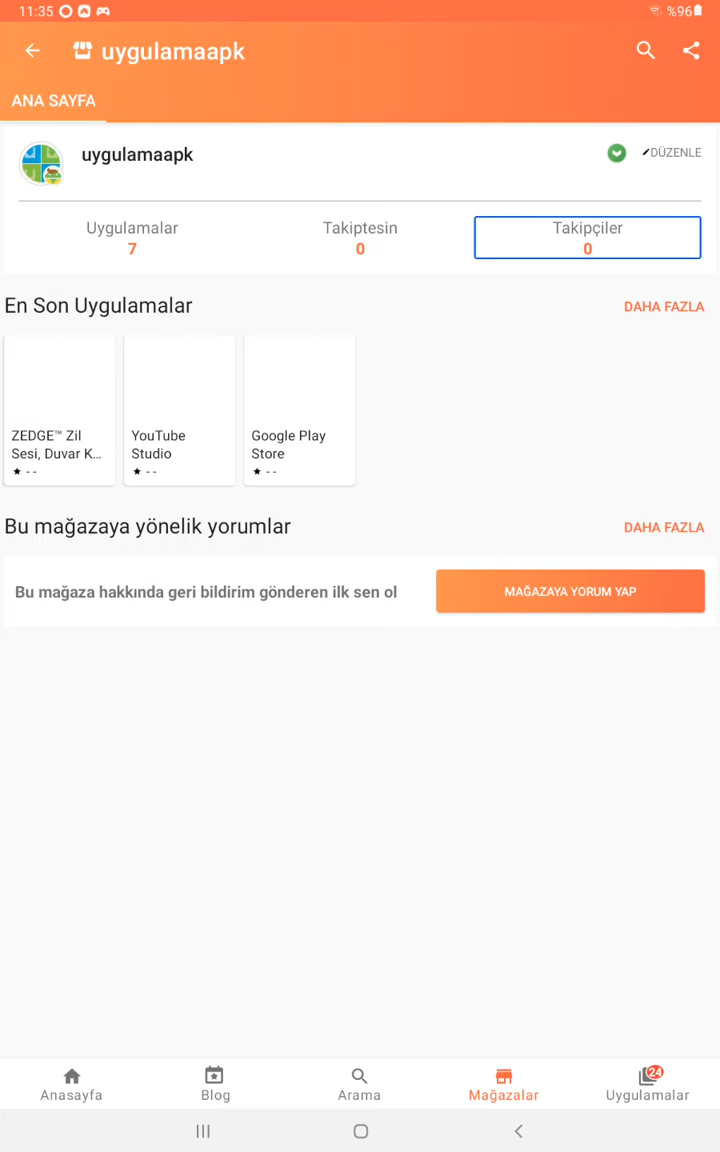 11:35 %96
uygulamaapk
ANA SAYFA
uygulamaapk
DÜZENLE
Uygulamalar Takiptesin Takipçiler
7 0 0
En Son Uygulamalar DAHA FAZLA
ZEDGE™ Zil
Sesi, Duvar K...
- -
YouTube
Studio
- -
Google Play
Store
- -
Bu mağazaya yönelik yorumlar DAHA FAZLA
Bu mağaza hakkında geri bildirim gönderen ilk sen ol MAĞAZAYA YORUM YAP
24
Anasayfa Blog Arama Mağazalar Uygulamalar